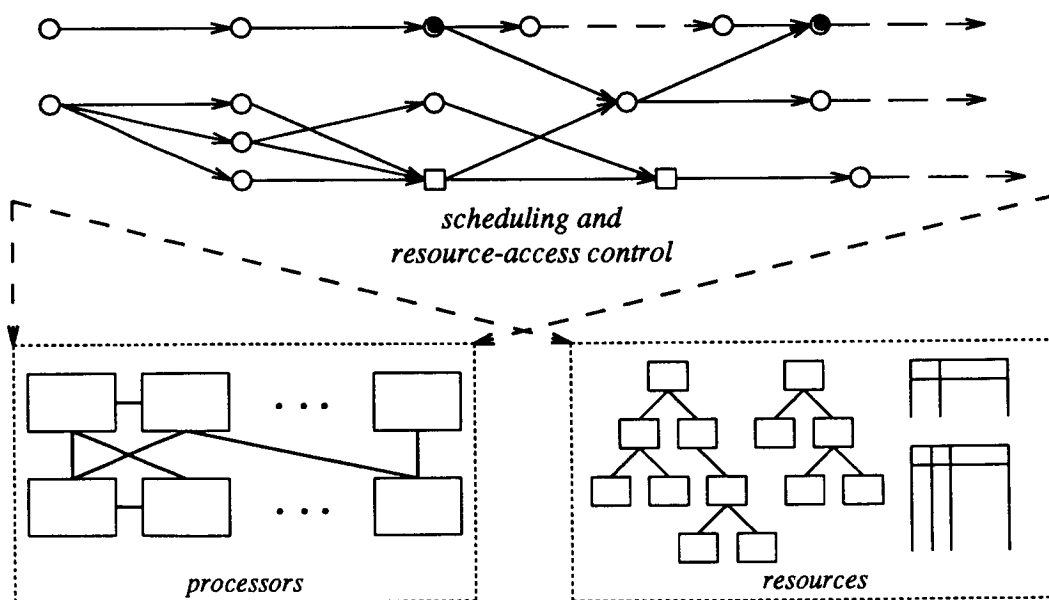 scheduling and
resource-access control
processors
resources